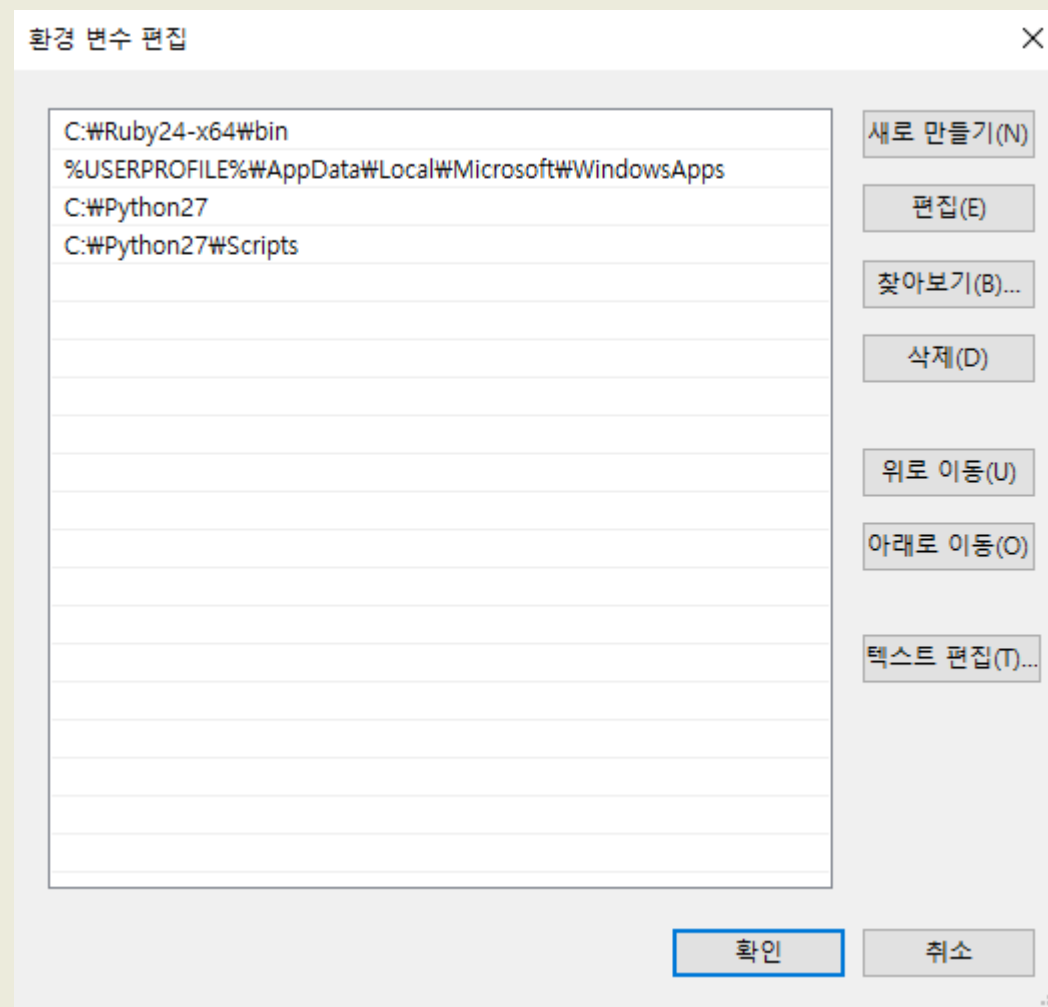 환경 변수 편집
C:₩Ruby24-x64₩bin
%USERPROFILE%₩AppData₩Local₩Microsoft₩WindowsApps
C:₩Python27
C:₩Python27₩Scripts
새로 만들기(N)
편집(E)
찾아보기(B)...
삭제(D)
위로 이동(U)
아래로 이동(O)
텍스트 편집(T)...
확인
취소